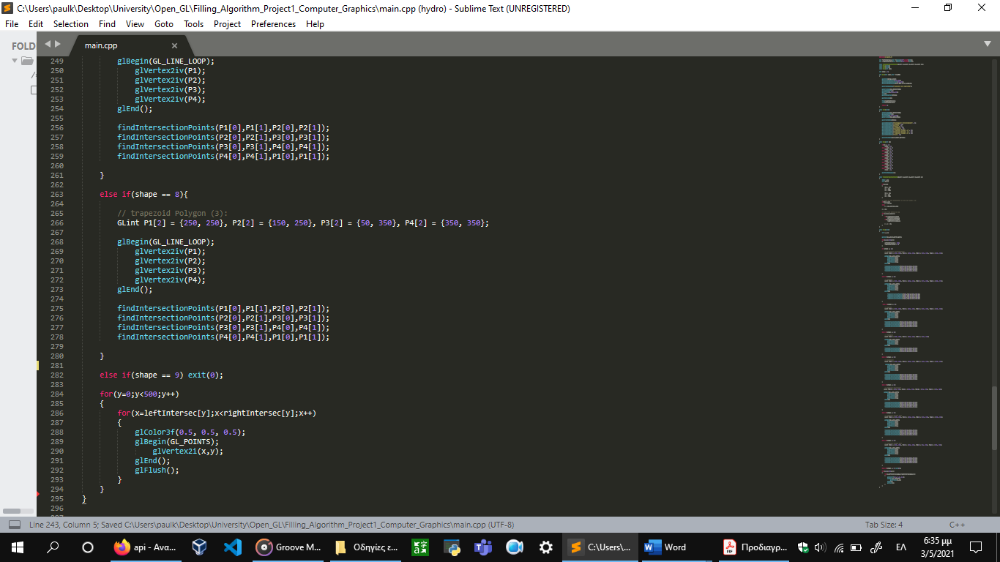 C:\Users\paulk\Desktop\University\Open_GL\Filling_Algorithm_Project1_Computer_Graphics\main.cpp (hydro) - Sublime Text (UNREGISTERED)
File Edit Selection Find View Goto Tools Project Preferences Help
FOLD
main.cpp
249 glBegin(GL_LINE_LOOP);
250 glVertex2iv(P1);
251 glVertex2iv(P2);
252 glVertex2iv(P3);
253 glVertex2iv(P4);
254 glEnd();
255
256 findIntersectionPoints(P1[0],P1[1],P2[0],P2[1]);
257 findIntersectionPoints(P2[0],P2[1],P3[0],P3[1]);
258 findIntersectionPoints(P3[0],P3[1],P4[0],P4[1]);
259 findIntersectionPoints(P4[0],P4[1],P1[0],P1[1]);
260
261 }
262
263 else if(shape == 8){
264
265 // trapezoid Polygon (3):
266 GLint P1[2] = {250, 250}, P2[2] = {150, 250}, P3[2] = {50, 350}, P4[2] = {350, 350};
267
268 glBegin(GL_LINE_LOOP);
269 glVertex2iv(P1);
270 glVertex2iv(P2);
271 glVertex2iv(P3);
272 glVertex2iv(P4);
273 glEnd();
274
275 findIntersectionPoints(P1[0],P1[1],P2[0],P2[1]);
276 findIntersectionPoints(P2[0],P2[1],P3[0],P3[1]);
277 findIntersectionPoints(P3[0],P3[1],P4[0],P4[1]);
278 findIntersectionPoints(P4[0],P4[1],P1[0],P1[1]);
279
280 }
281
282 else if(shape == 9) exit(0);
283
284 for(y=0;y<500;y++)
285 {
286 for(x=leftIntersec[y];x<rightIntersec[y];x++)
287 {
288 glColor3f(0.5, 0.5, 0.5);
289 glBegin(GL_POINTS);
290 glVertex2i(x,y);
291 glEnd();
292 glFlush();
293 }
294 }
295 }
296
Line 243, Column 5; Saved C:\Users\paulk\Desktop\University\Open_GL\Filling_Algorithm_Project1_Computer_Graphics\main.cpp (UTF-8) Tab Size: 4 C++
api - Ανα... Groove M... Οδηγίες ε... C:\Users\... Word Προδιαγρ... ΕΛ 6:35 μμ
3/5/2021